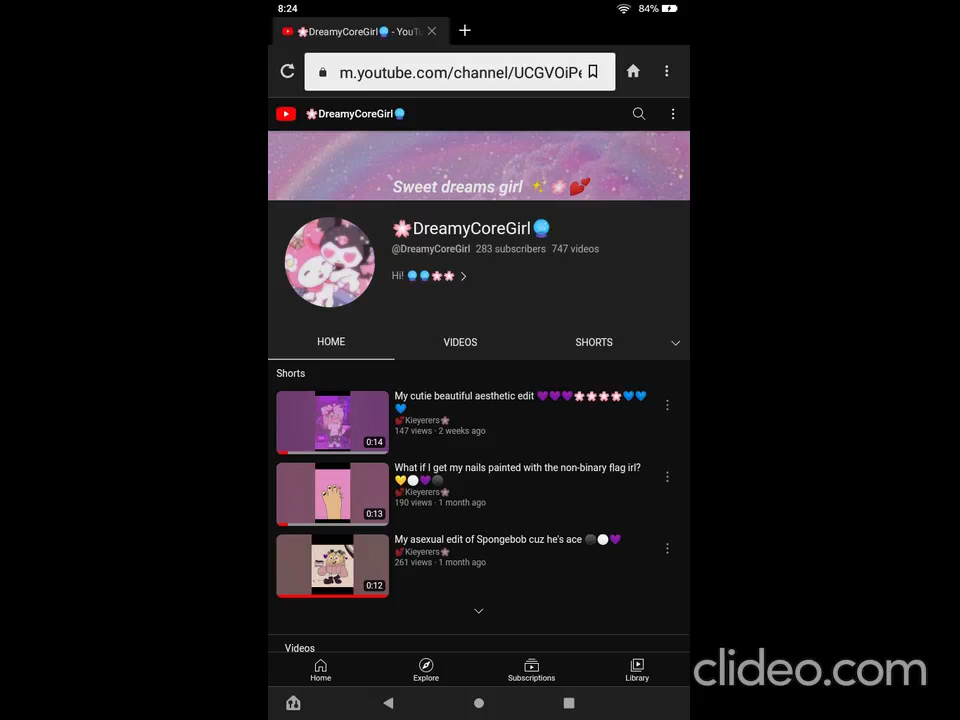 8:24
84%
🌸DreamyCoreGirl🔮 - YouTu
m.youtube.com/channel/UCGVOiPe
🌸DreamyCoreGirl🔮
Sweet dreams girl ✨🌸💕
🌸DreamyCoreGirl🔮
@DreamyCoreGirl 283 subscribers 747 videos
Hi! 🔮🔮🌸🌸
HOME VIDEOS SHORTS
Shorts
My cutie beautiful aesthetic edit 💜💜💜🌸🌸🌸🌸💙💙
💙
💕Kieyerers🌸
147 views · 2 weeks ago
0:14
What if I get my nails painted with the non-binary flag irl?
💛⚪💜⚫
💕Kieyerers🌸
190 views · 1 month ago
0:13
My asexual edit of Spongebob cuz he's ace ⚫⚪💜
💕Kieyerers🌸
261 views · 1 month ago
0:12
Videos
Home Explore Subscriptions Library
clideo.com